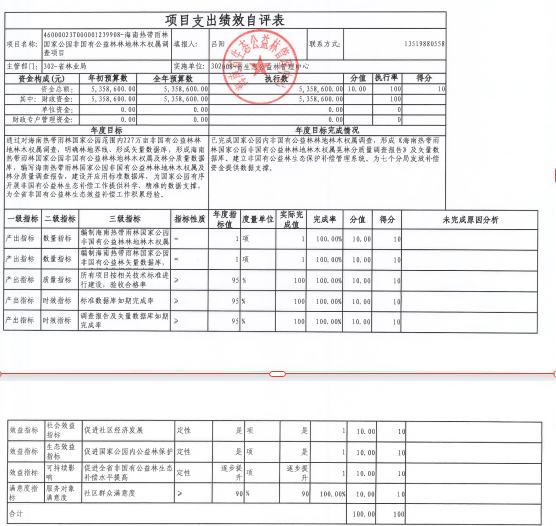 项目支出绩效自评表
项目名称: 46000023T000001239908-海南热带雨林国家公园非国有公益林林地林木权属调查项目 填报人: 吕阳 联系方式: 13519880558
主管部门: 302-省林业局 实施单位: 302008-省生态公益林管理中心
资金构成(元) 年初预算数 全年预算数 执行数 分值 执行率 得分
资金总额: 5,358,600.00 5,358,600.00 5,358,600.00 10.00 100 10
其中: 财政资金: 5,358,600.00 5,358,600.00 5,358,600.00 100
单位资金: 0.00 0.00 0.00 0
财政专户管理资金: 0.00 0.00 0.00 0
年度目标 年度目标完成情况
通过对海南热带雨林国家公园范围内227万亩非国有公益林林地林木权属调查,明确林地界线,形成矢量数据库,形成海南热带雨林国家公园非国有公益林林地林木权属及林分质量数据库,编写海南热带雨林国家公园非国有公益林林地林木权属及林分质量调查报告,建设并应用标准数据库,为国家公园有序开展非国有公益林生态补偿工作提供科学、精准的数据支撑,为全省非国有公益林生态效益补偿工作积累经验。
已完成国家公园内非国有公益林林地林木权属调查,形成《海南热带雨林国家公园非国有公益林林地林木权属及林分质量调查报告》及矢量数据库,建立非国有公益林生态保护补偿管理系统,为七个分局发放补偿资金提供数据支撑。
一级指标 二级指标 三级指标 指标性质 年度指标值 度量单位 实际完成值 完成率 分值 得分 未完成原因分析
产出指标 数量指标 编制海南热带雨林国家公园非国有公益林林地林木权属 = 1 项 1 100.00% 10.00 10
产出指标 数量指标 编制海南热带雨林国家公园非国有公益林矢量数据库, = 1 项 1 100.00% 10.00 10
产出指标 质量指标 所有项目按相关技术标准进行建设,验收合格率 ≥ 95 % 100 100.00% 10.00 10
产出指标 时效指标 标准数据库如期完成率 ≥ 95 % 100 100.00% 10.00 10
产出指标 时效指标 调查报告及矢量数据库如期完成率 ≥ 95 % 100 100.00% 10.00 10
效益指标 社会效益指标 促进社区经济发展 定性 是 项 是 1 10.00 10
效益指标 生态效益指标 促进国家公园内公益林保护 定性 是 项 是 1 10.00 10
效益指标 可持续影响 促进全省非国有公益林生态补偿水平提高 定性 逐步提升 项 逐步提升 1 10.00 10
满意度指标 服务对象满意度 社区群众满意度 ≥ 90 % 90 100.00% 10.00 10
合计 100.00 100